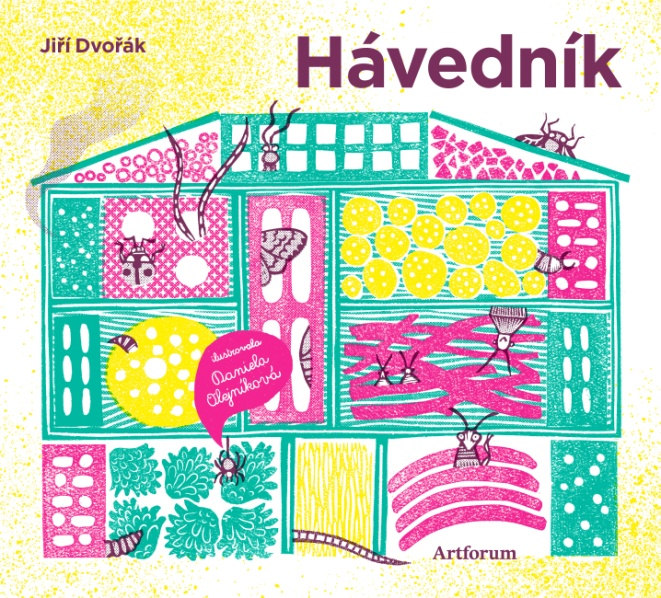 Jiří Dvořák
Hávedník
ilustrovala
Daniela
Olejníková
Artforum